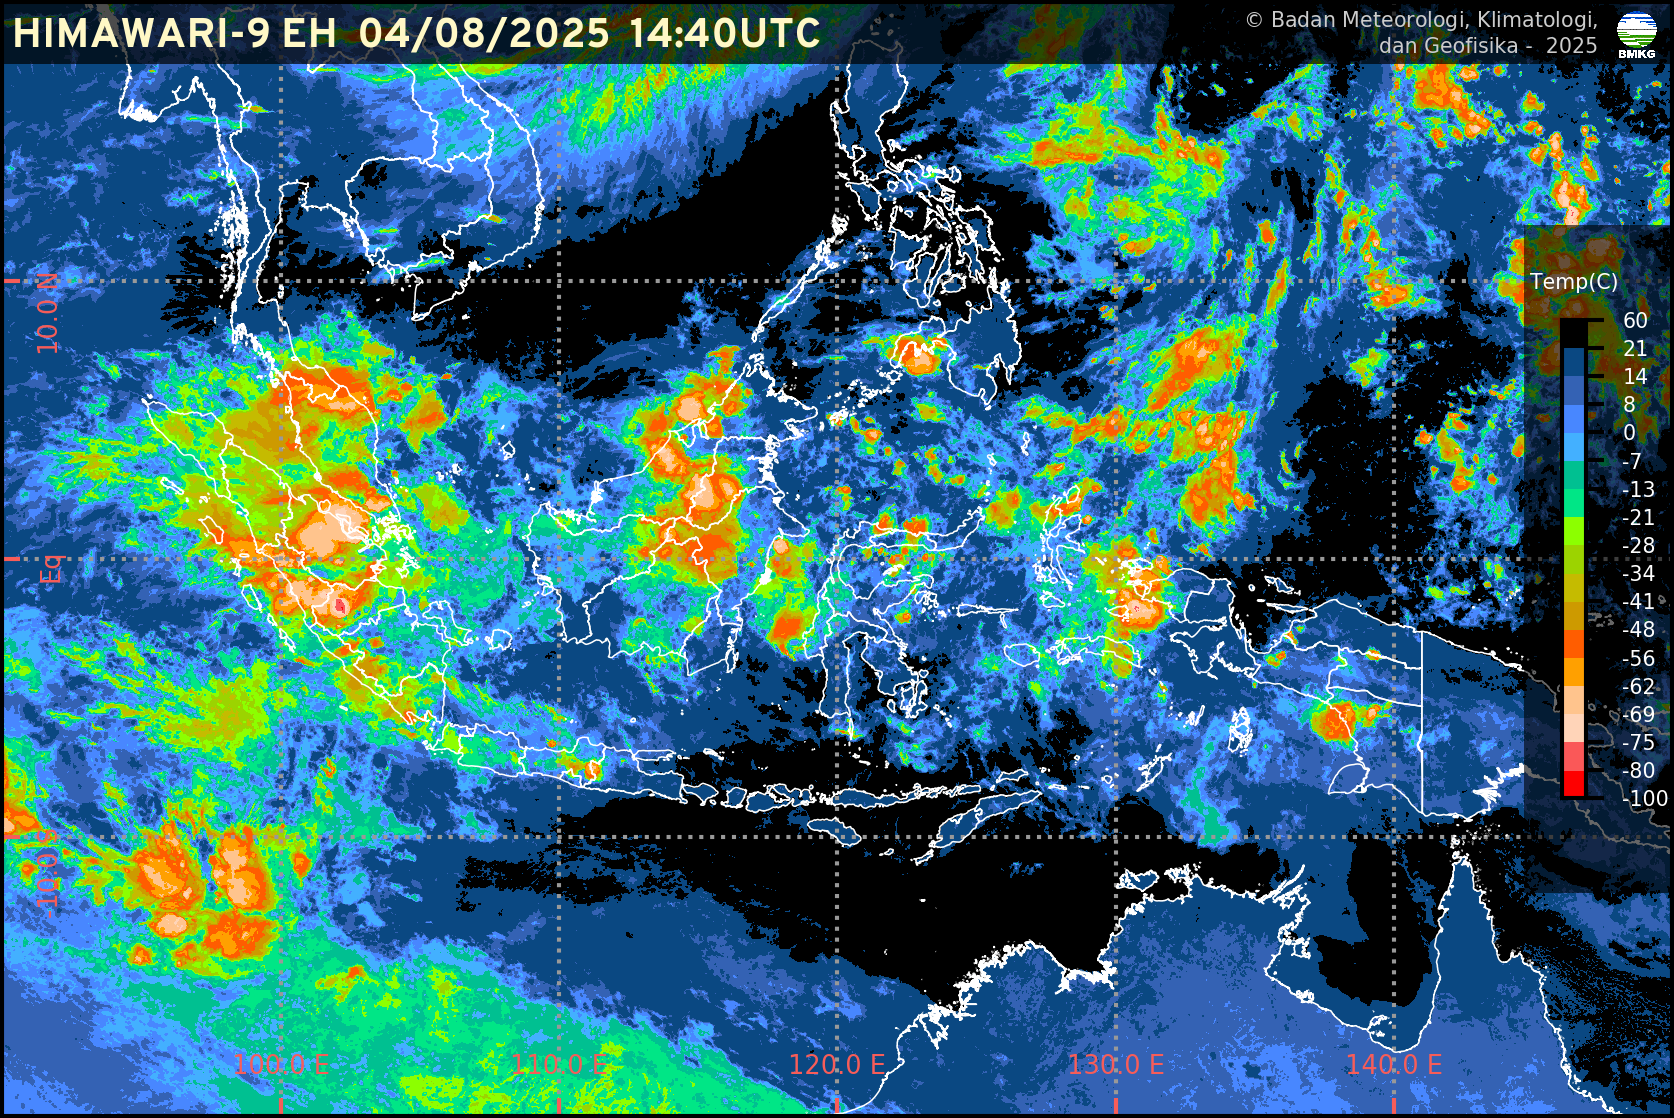 HIMAWARI-9 EH 04/08/2025 14:40UTC
© Badan Meteorologi, Klimatologi,
dan Geofisika - 2025
BMKG
Temp(C)
60
21
14
8
0
-7
-13
-21
-28
-34
-41
-48
-56
-62
-69
-75
-80
-100
10.0 N
Eq
-10.0 S
100.0 E
110.0 E
120.0 E
130.0 E
140.0 E